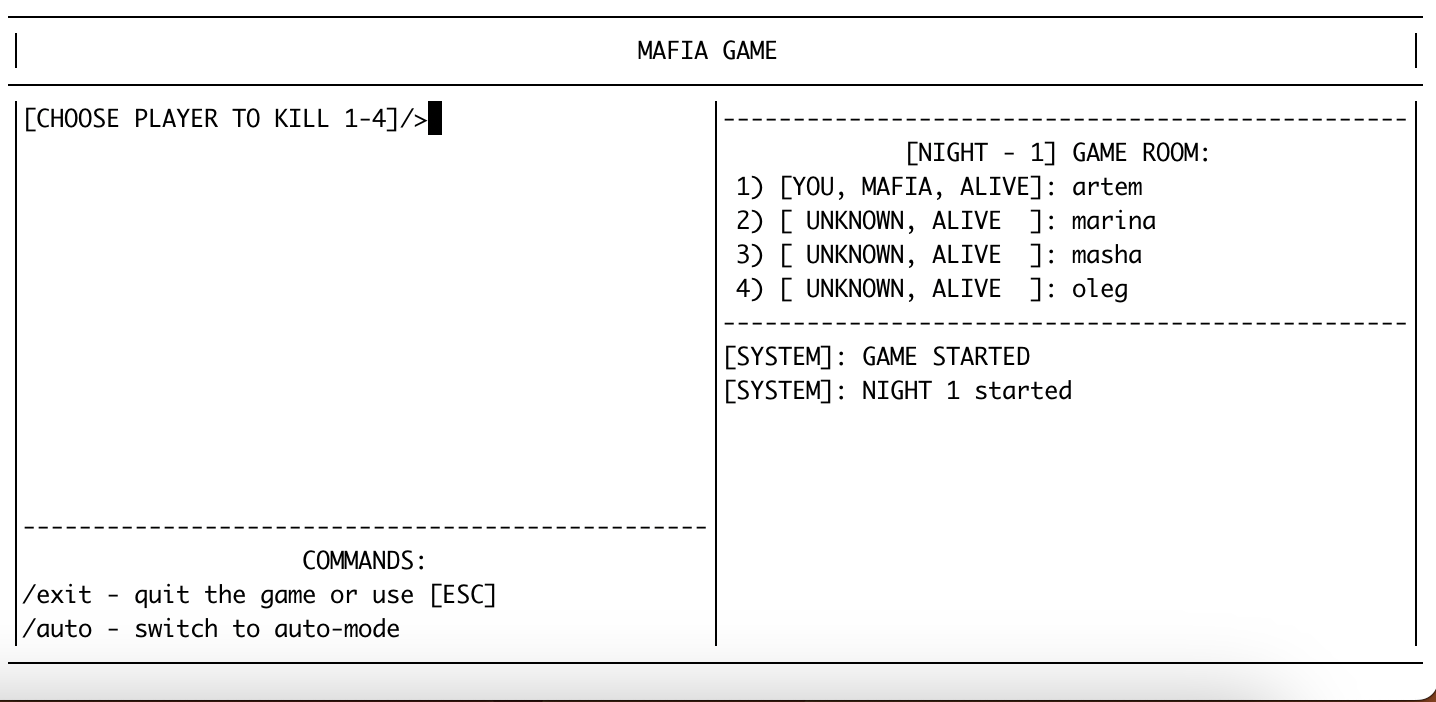 MAFIA GAME
[CHOOSE PLAYER TO KILL 1-4]/>
------------------------------------------------
COMMANDS:
/exit - quit the game or use [ESC]
/auto - switch to auto-mode
------------------------------------------------
[NIGHT - 1] GAME ROOM:
1) [YOU, MAFIA, ALIVE]: artem
2) [ UNKNOWN, ALIVE  ]: marina
3) [ UNKNOWN, ALIVE  ]: masha
4) [ UNKNOWN, ALIVE  ]: oleg
------------------------------------------------
[SYSTEM]: GAME STARTED
[SYSTEM]: NIGHT 1 started